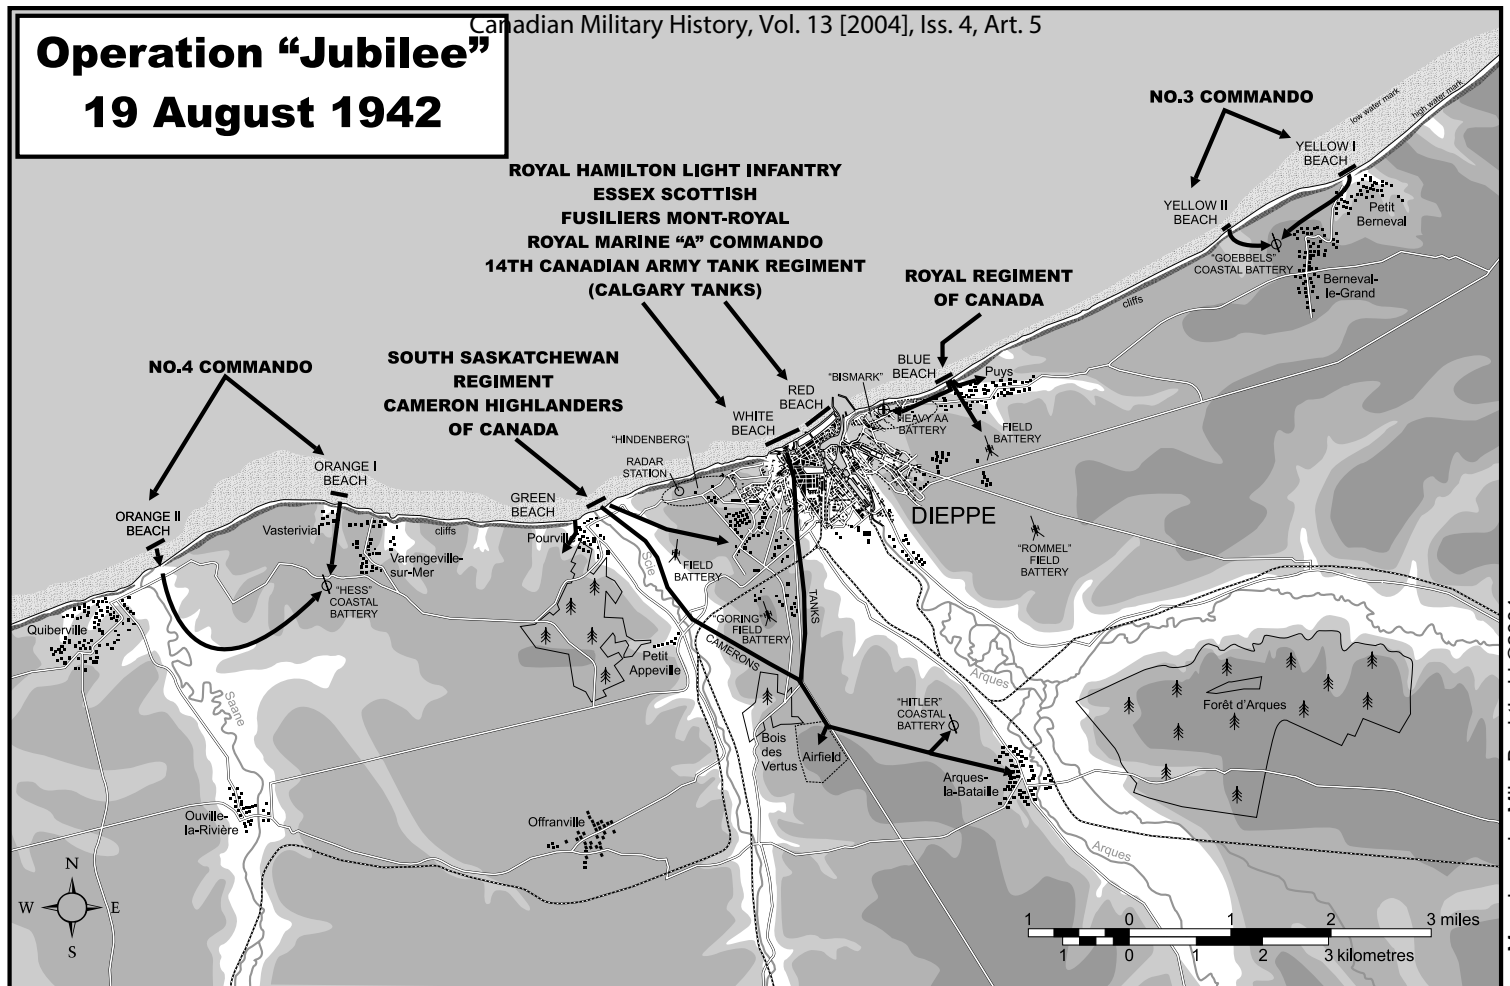 Canadian Military History, Vol. 13 [2004], Iss. 4, Art. 5
Operation “Jubilee”
19 August 1942
NO.3 COMMANDO
low water mark
high water mark
YELLOW I
BEACH
YELLOW II
BEACH
Petit
Berneval
"GOEBBELS"
COASTAL BATTERY
Berneval-
le-Grand
cliffs
ROYAL HAMILTON LIGHT INFANTRY
ESSEX SCOTTISH
FUSILIERS MONT-ROYAL
ROYAL MARINE “A” COMMANDO
14TH CANADIAN ARMY TANK REGIMENT
(CALGARY TANKS)
ROYAL REGIMENT
OF CANADA
BLUE
BEACH
Puys
"BISMARK"
HEAVY AA
BATTERY
FIELD
BATTERY
RED
BEACH
WHITE
BEACH
SOUTH SASKATCHEWAN
REGIMENT
CAMERON HIGHLANDERS
OF CANADA
"HINDENBERG"
RADAR
STATION
GREEN
BEACH
NO.4 COMMANDO
ORANGE I
BEACH
ORANGE II
BEACH
Vasterivial
cliffs
Varengeville-
sur-Mer
"HESS"
COASTAL
BATTERY
Quiberville
Pourville
Scie
FIELD
BATTERY
DIEPPE
"ROMMEL"
FIELD
BATTERY
"GORING"
FIELD
BATTERY
TANKS
CAMERONS
Petit
Appeville
Saane
Arques
"HITLER"
COASTAL
BATTERY
Forêt d’Arques
Bois
des
Vertus
Airfield
Arques-
la-Bataille
Ouville-
la-Rivière
Offranville
Arques
N
W
E
S
1 0 1 2 3 miles
1 0 1 2 3 kilometres